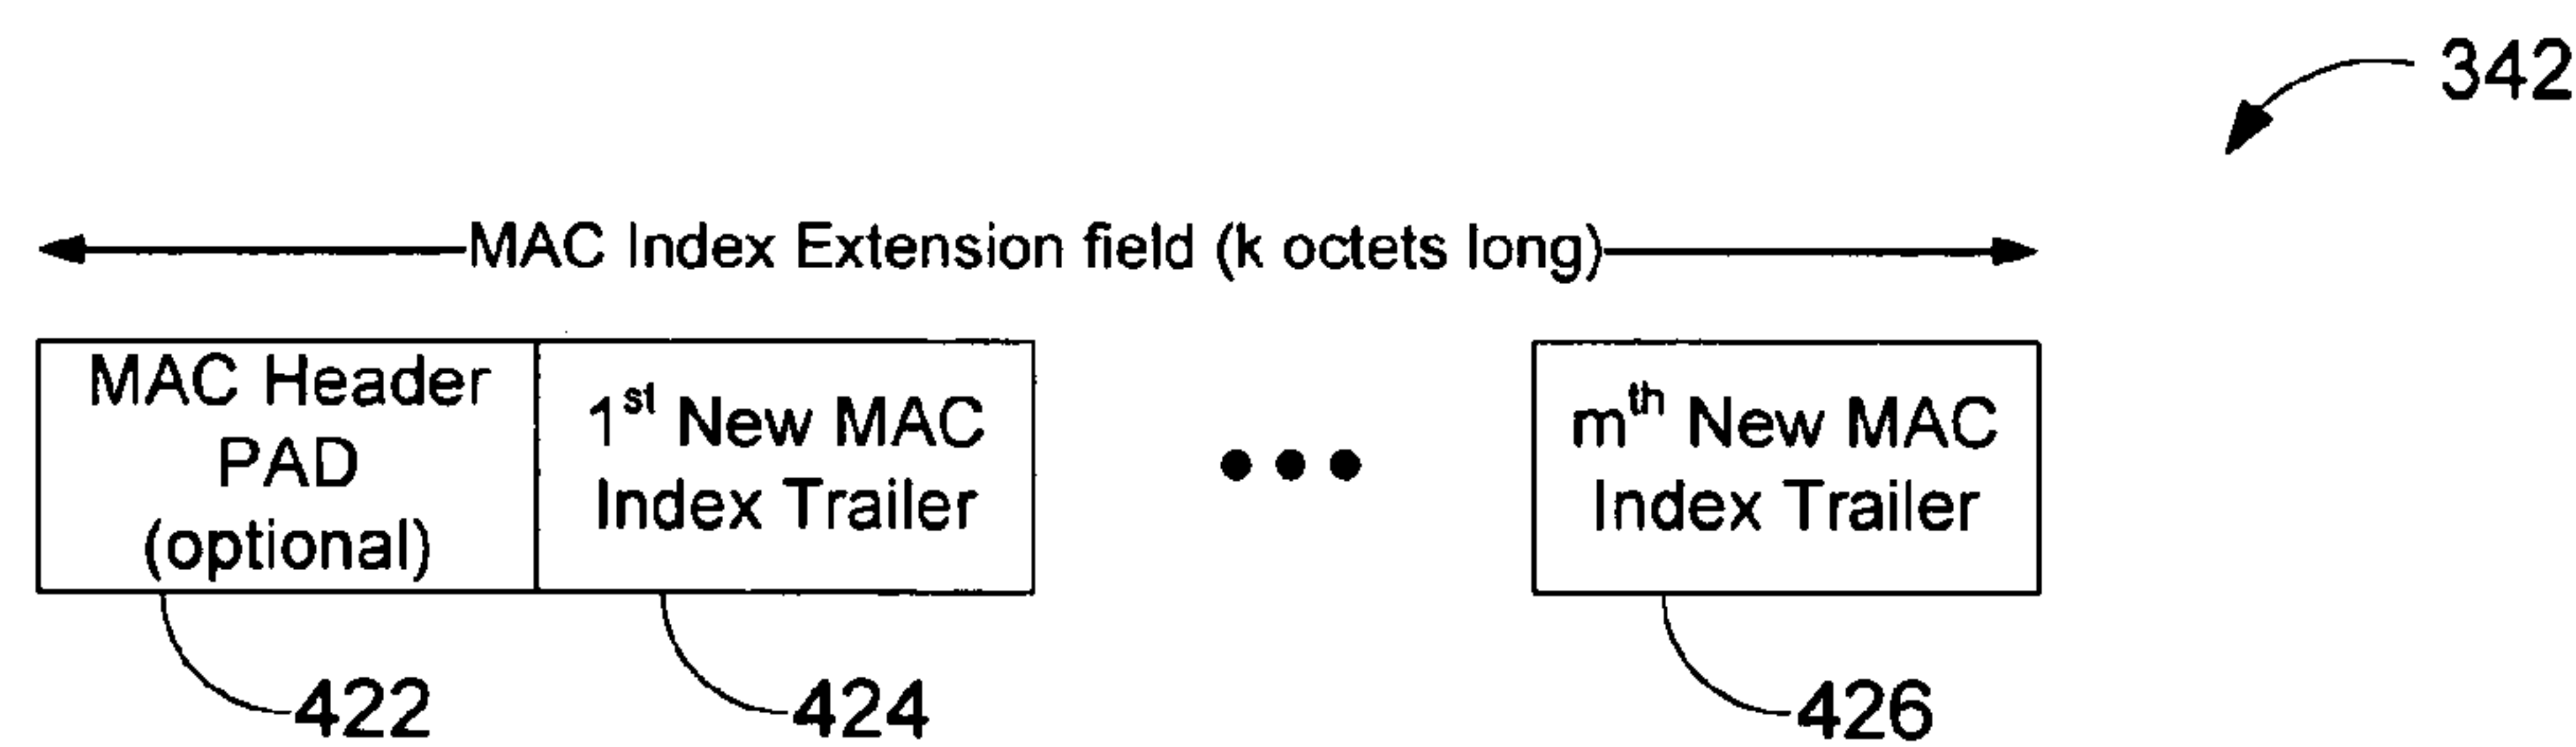 342
MAC Index Extension field (k octets long)
MAC Header
PAD
(optional)
1st New MAC
Index Trailer
mth New MAC
Index Trailer
422
424
426